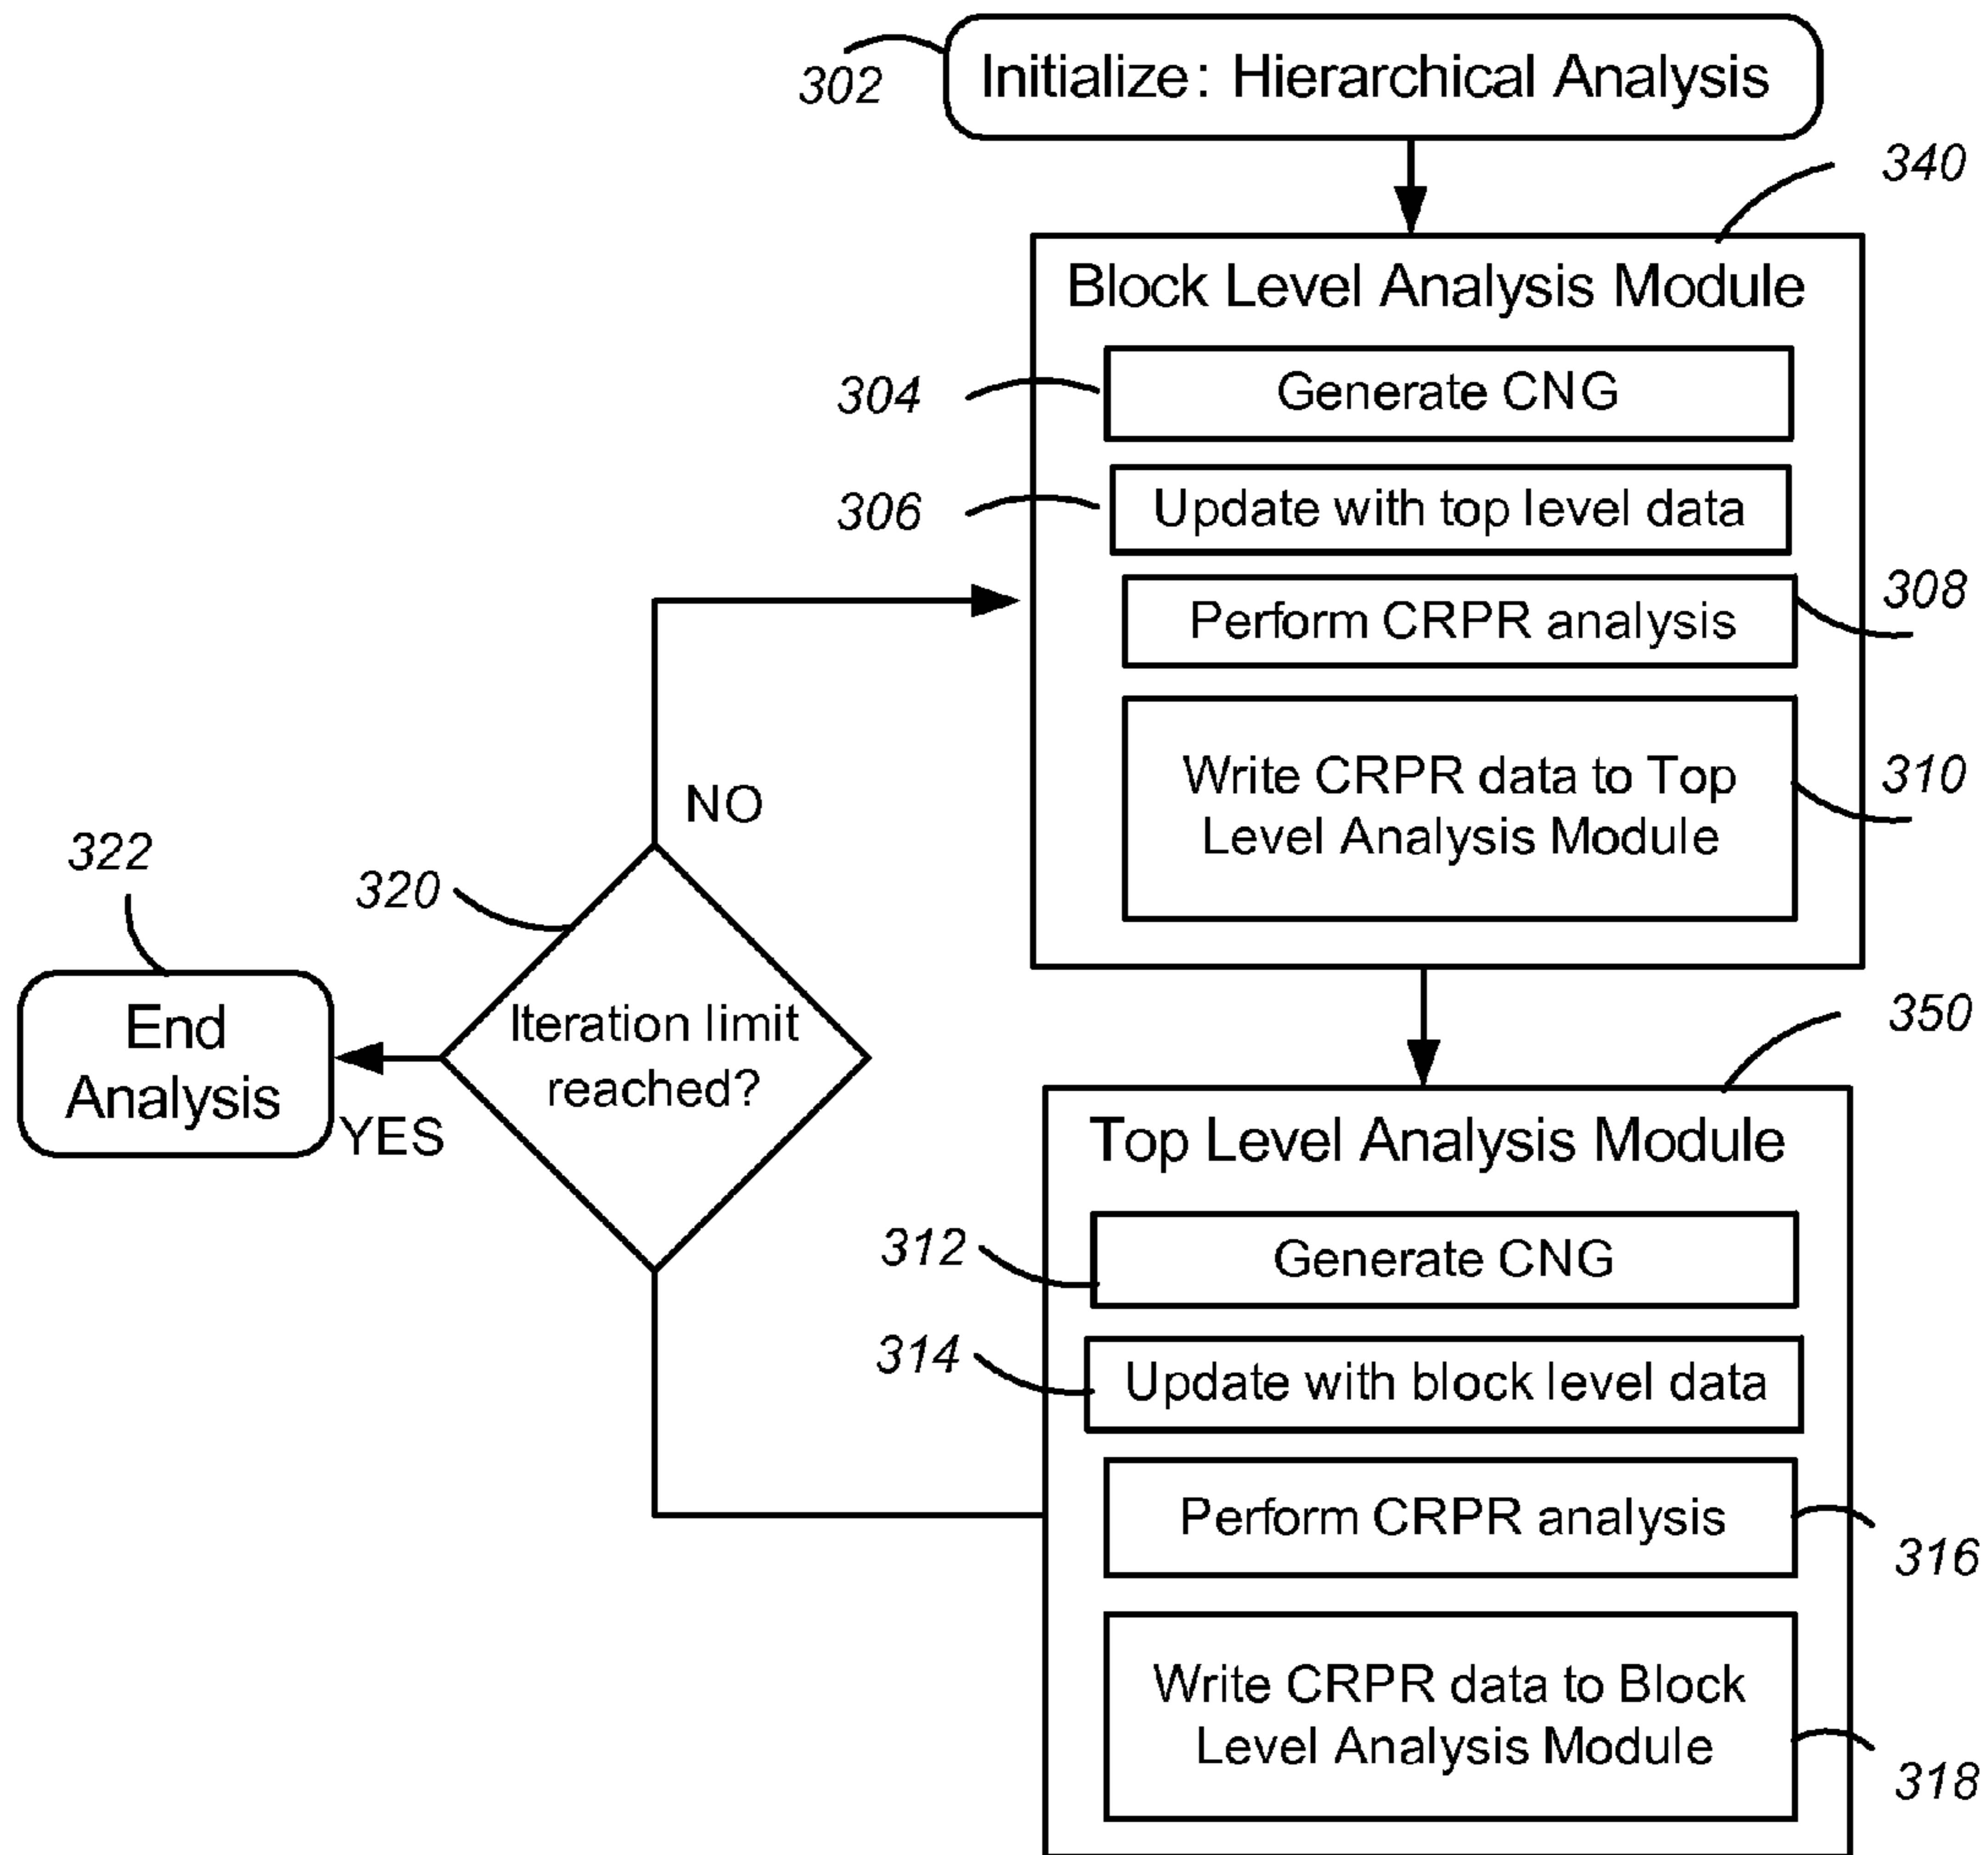 302
Initialize: Hierarchical Analysis
340
Block Level Analysis Module
304
Generate CNG
306
Update with top level data
308
Perform CRPR analysis
310
Write CRPR data to Top
Level Analysis Module
NO
322
320
Iteration limit
reached?
End
Analysis
YES
350
Top Level Analysis Module
312
Generate CNG
314
Update with block level data
Perform CRPR analysis
316
Write CRPR data to Block
Level Analysis Module
318